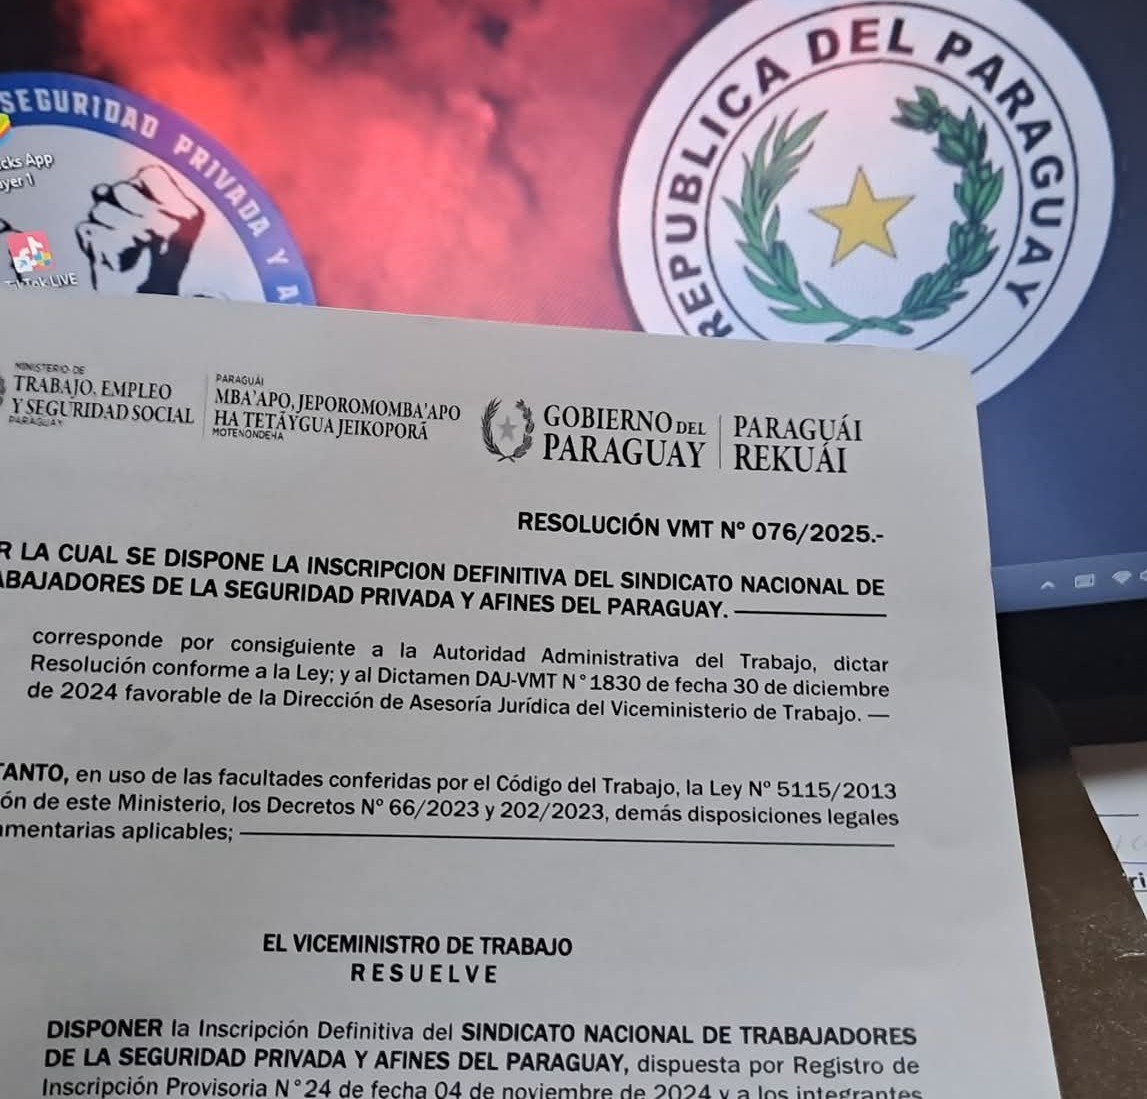 SEGURIDAD PRIVADA Y
REPUBLICA DEL PARAGUAY
cks App
yer 1
TikTok LIVE
MINISTERIO DE
TRABAJO, EMPLEO
Y SEGURIDAD SOCIAL
PARAGUAY
PARAGUÁI
MBA'APO, JEPOROMOMBA'APO
HA TETÃYGUA JEIKOPORÃ
MOTENONDEHA
GOBIERNO DEL
PARAGUAY
PARAGUÁI
REKUÁI
RESOLUCIÓN VMT N° 076/2025.-
R LA CUAL SE DISPONE LA INSCRIPCION DEFINITIVA DEL SINDICATO NACIONAL DE
ABAJADORES DE LA SEGURIDAD PRIVADA Y AFINES DEL PARAGUAY.
corresponde por consiguiente a la Autoridad Administrativa del Trabajo, dictar
Resolución conforme a la Ley; y al Dictamen DAJ-VMT N° 1830 de fecha 30 de diciembre
de 2024 favorable de la Dirección de Asesoría Jurídica del Viceministerio de Trabajo. —
TANTO, en uso de las facultades conferidas por el Código del Trabajo, la Ley N° 5115/2013
ón de este Ministerio, los Decretos N° 66/2023 y 202/2023, demás disposiciones legales
amentarias aplicables;
EL VICEMINISTRO DE TRABAJO
RESUELVE
DISPONER la Inscripción Definitiva del SINDICATO NACIONAL DE TRABAJADORES
DE LA SEGURIDAD PRIVADA Y AFINES DEL PARAGUAY, dispuesta por Registro de
Inscripción Provisoria N° 24 de fecha 04 de noviembre de 2024 y a los integrantes